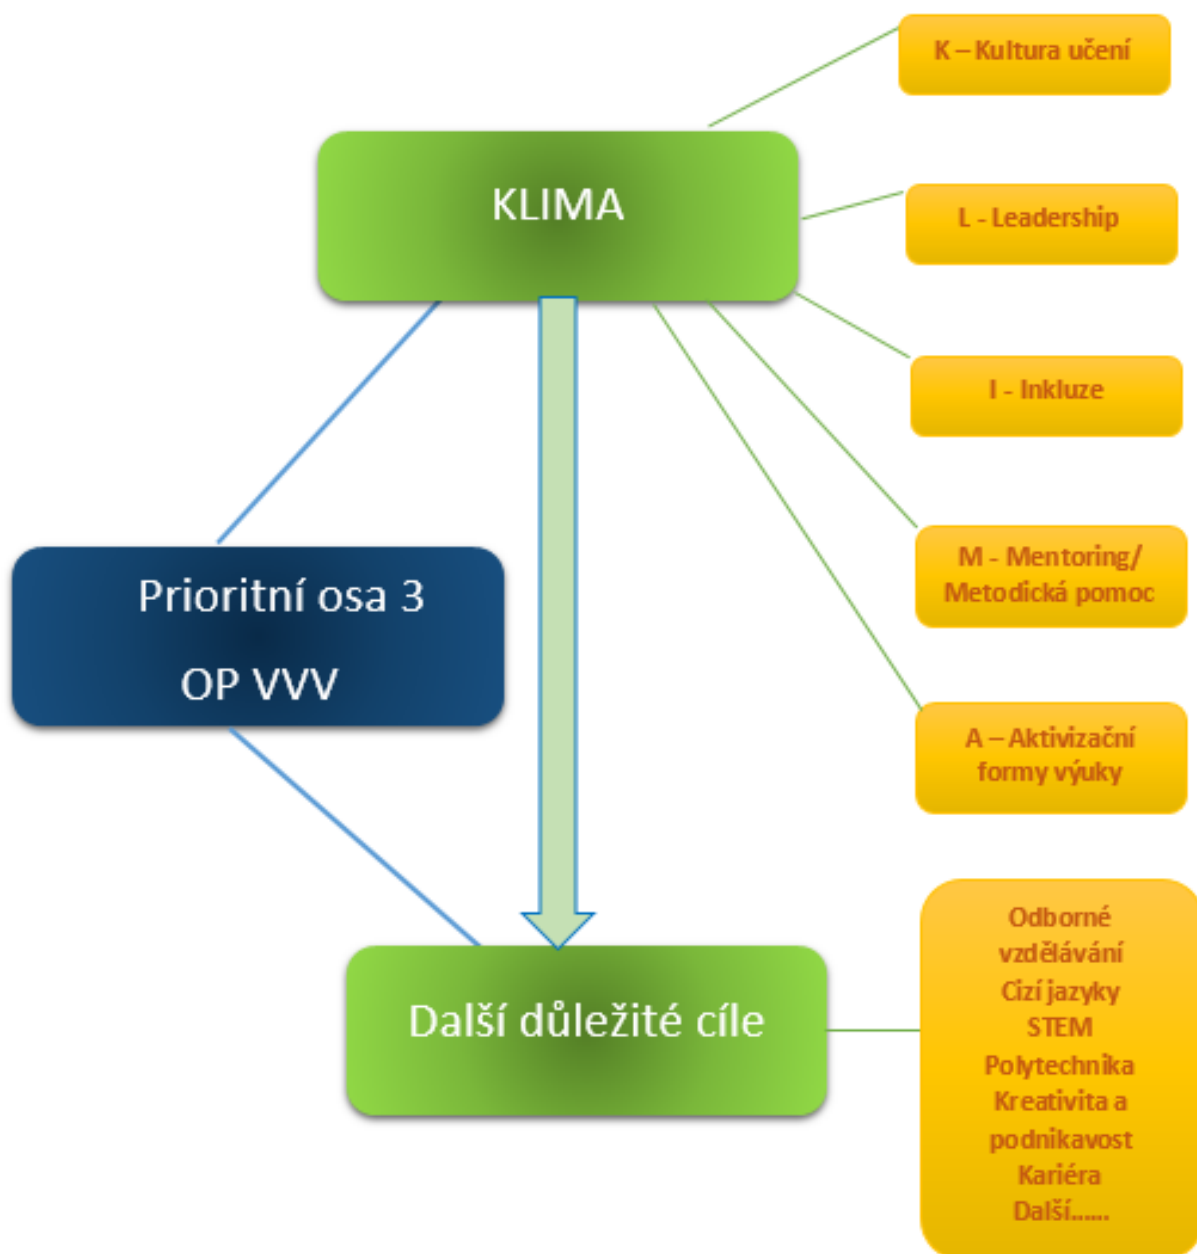 K – Kultura učení
KLIMA
L - Leadership
I - Inkluze
M - Mentoring/
Metodická pomoc
Prioritní osa 3
OP VVV
A – Aktivizační
formy výuky
Další důležité cíle
Odborné
vzdělávání
Cizí jazyky
STEM
Polytechnika
Kreativita a
podnikavost
Kariéra
Další......